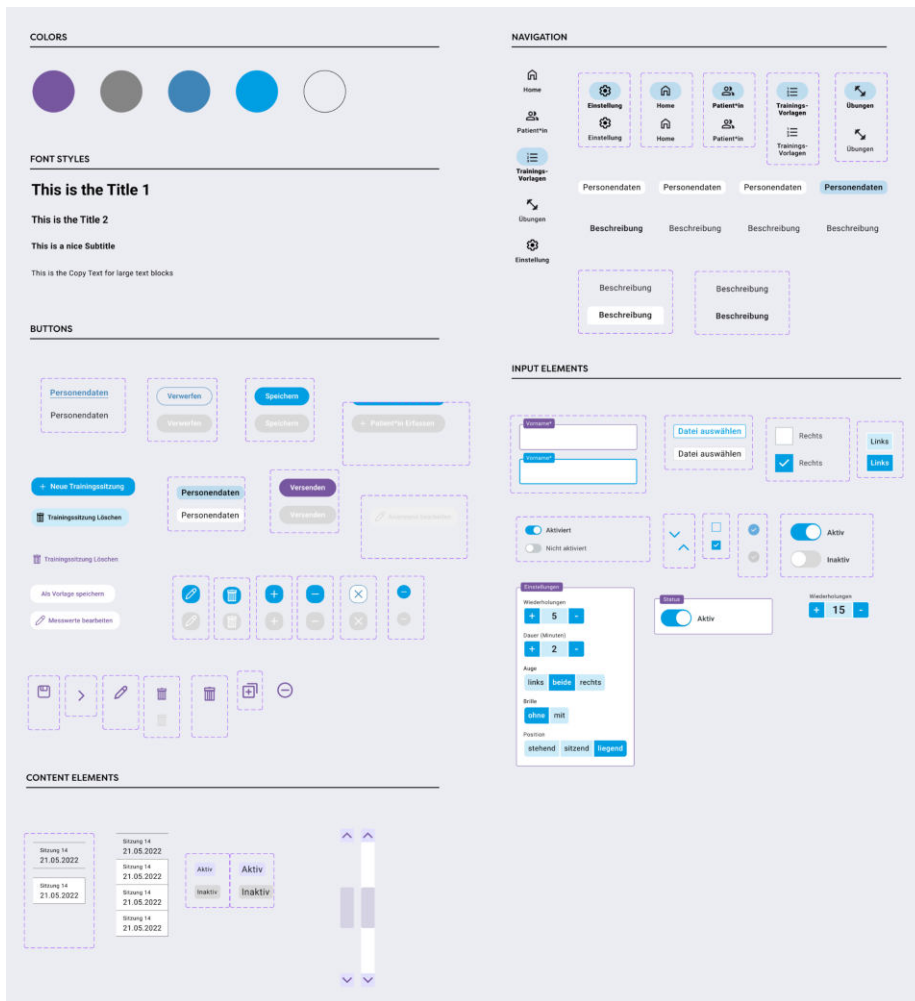 COLORS
FONT STYLES
This is the Title 1
This is the Title 2
This is a nice Subtitle
This is the Copy Text for large text blocks
BUTTONS
Personendaten
Personendaten
Verwerfen
Verwerfen
Speichern
Speichern
+ Patient*in Erfassen
+ Neue Trainingssitzung
Trainingssitzung Löschen
Personendaten
Personendaten
Versenden
Versenden
Trainingssitzung Löschen
Als Vorlage speichern
Messwerte bearbeiten
CONTENT ELEMENTS
Sitzung 14
21.05.2022
Sitzung 14
21.05.2022
Sitzung 14
21.05.2022
Sitzung 14
21.05.2022
Sitzung 14
21.05.2022
Sitzung 14
21.05.2022
Aktiv
Inaktiv
Aktiv
Inaktiv
NAVIGATION
Home
Patient*in
Trainings-
Vorlagen
Übungen
Einstellung
Einstellung
Einstellung
Home
Home
Patient*in
Patient*in
Trainings-
Vorlagen
Trainings-
Vorlagen
Übungen
Übungen
Personendaten Personendaten Personendaten Personendaten
Beschreibung Beschreibung Beschreibung Beschreibung
Beschreibung
Beschreibung
Beschreibung
Beschreibung
INPUT ELEMENTS
Vorname*
Vorname*
Datei auswählen
Datei auswählen
Rechts
Rechts
Links
Links
Aktiviert
Nicht aktiviert
Aktiv
Inaktiv
Einstellungen
Wiederholungen
+ 5 -
Dauer (Minuten)
+ 2 -
Auge
links beide rechts
Brille
ohne mit
Position
stehend sitzend liegend
Status
Aktiv
Wiederholungen
+ 15 -